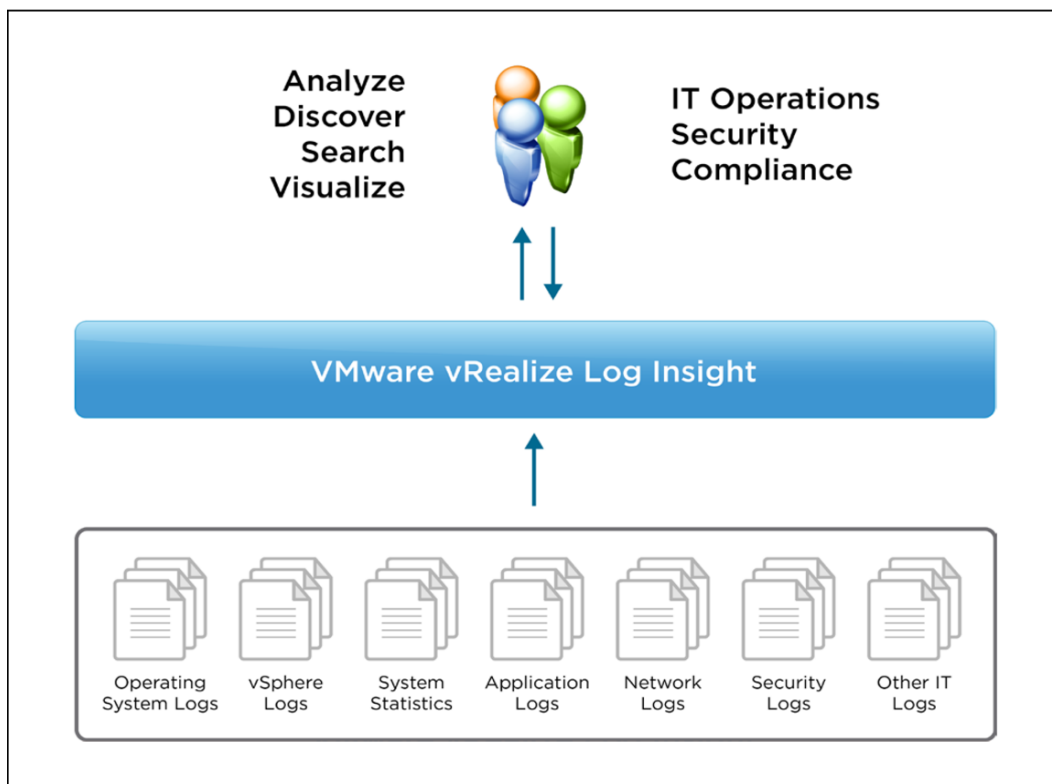 Analyze
Discover
Search
Visualize
IT Operations
Security
Compliance
VMware vRealize Log Insight
Operating
System Logs
vSphere
Logs
System
Statistics
Application
Logs
Network
Logs
Security
Logs
Other IT
Logs